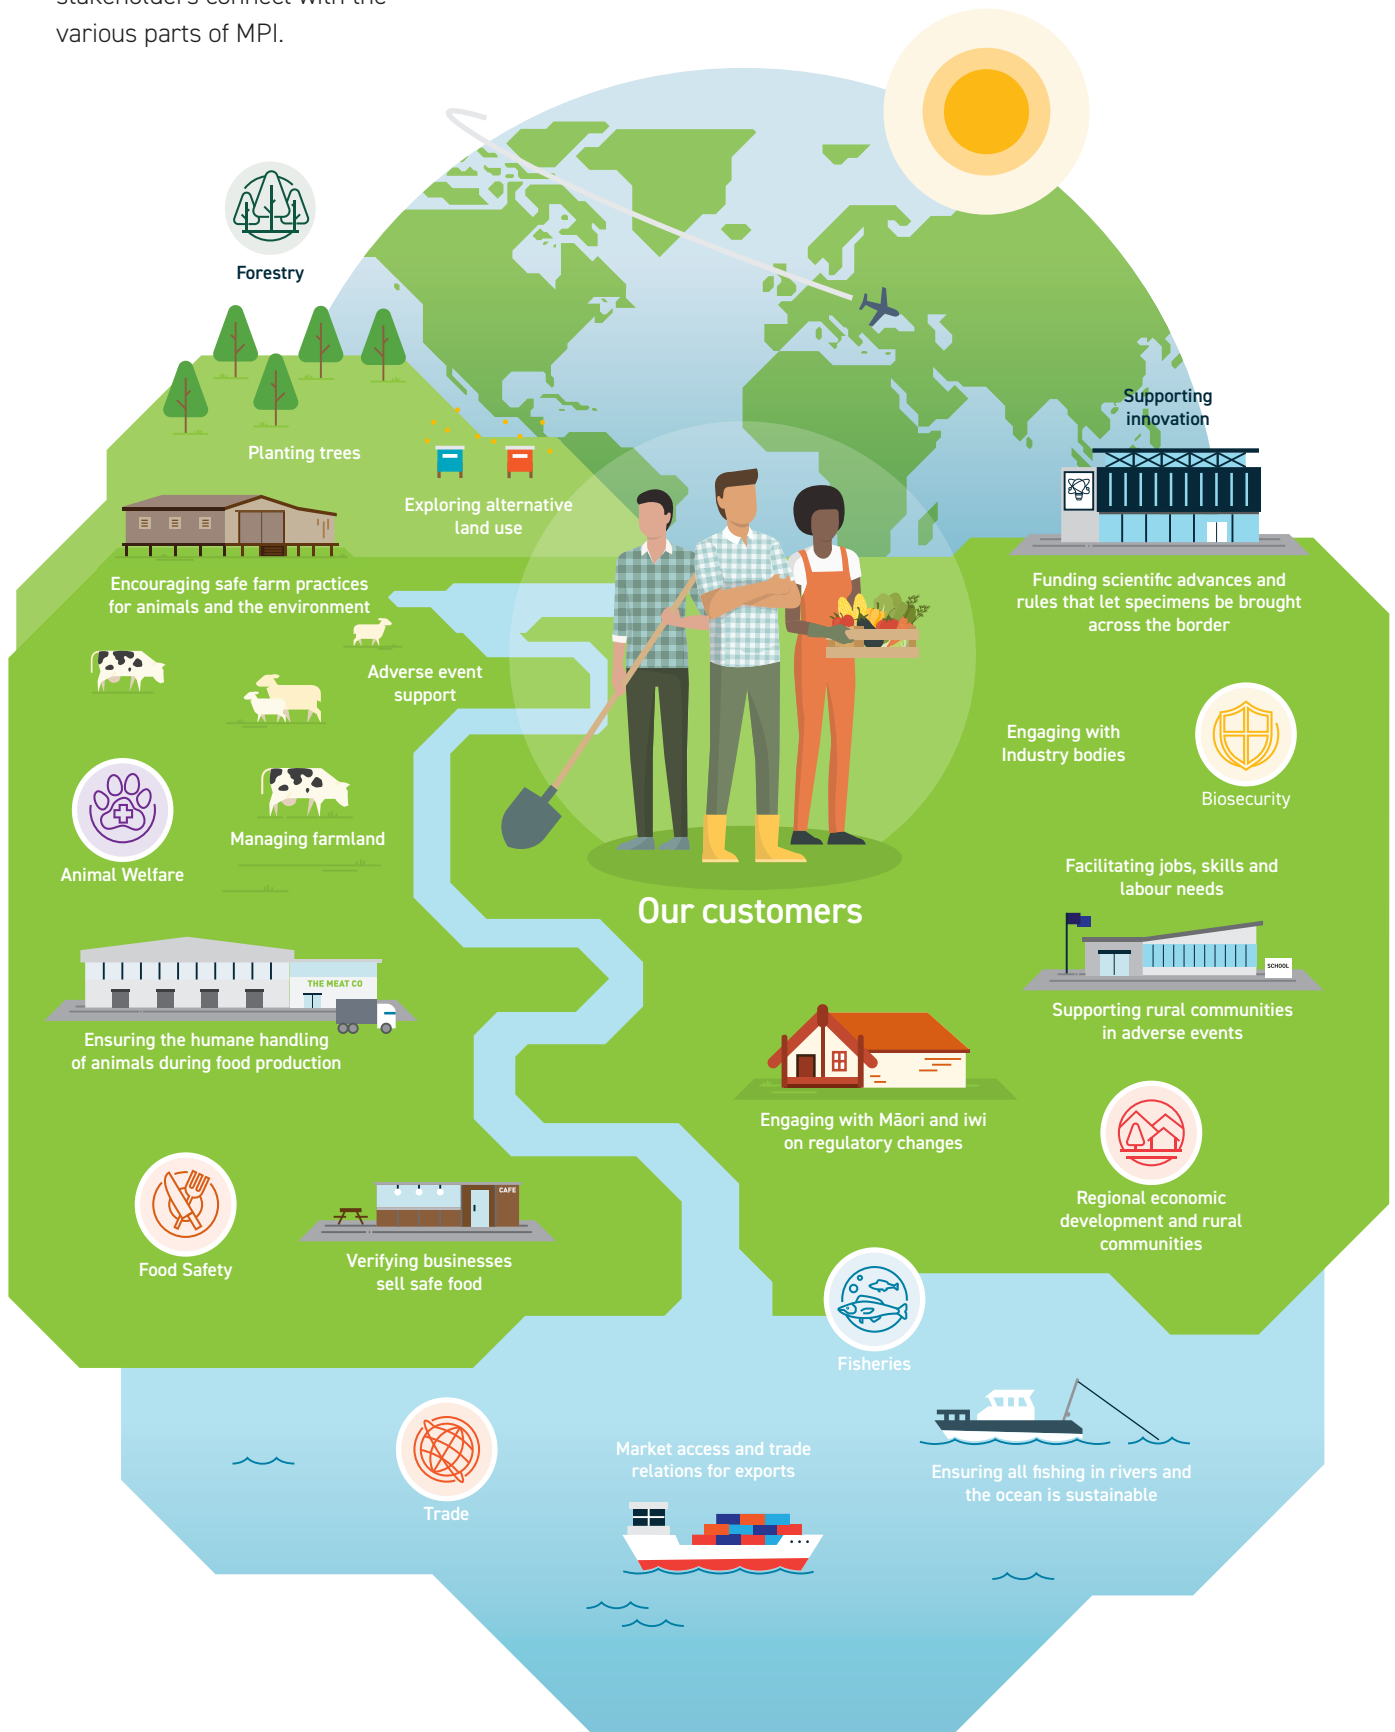 stakeholders connect with the
various parts of MPI.
Forestry
Planting trees
Exploring alternative
land use
Supporting
innovation
Funding scientific advances and
rules that let specimens be brought
across the border
Encouraging safe farm practices
for animals and the environment
Adverse event
support
Engaging with
Industry bodies
Biosecurity
Managing farmland
Animal Welfare
Our customers
Facilitating jobs, skills and
labour needs
SCHOOL
Supporting rural communities
in adverse events
THE MEAT CO
Ensuring the humane handling
of animals during food production
Engaging with Māori and iwi
on regulatory changes
Regional economic
development and rural
communities
Food Safety
CAFE
Verifying businesses
sell safe food
Fisheries
Ensuring all fishing in rivers and
the ocean is sustainable
Market access and trade
relations for exports
Trade